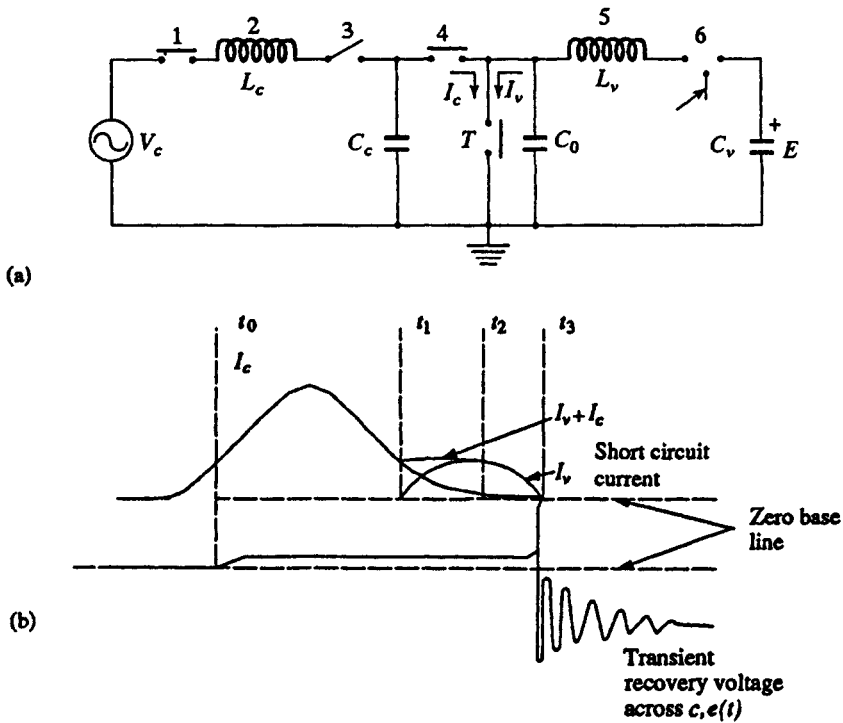 1
2
3
4
5
6
L_c
I_c
I_v
L_v
V_c
C_c
T
C_0
C_v
+
E
(a)
t_0
t_1
t_2
t_3
I_c
I_v + I_c
Short circuit
current
I_v
Zero base
line
(b)
Transient
recovery voltage
across c, e(t)